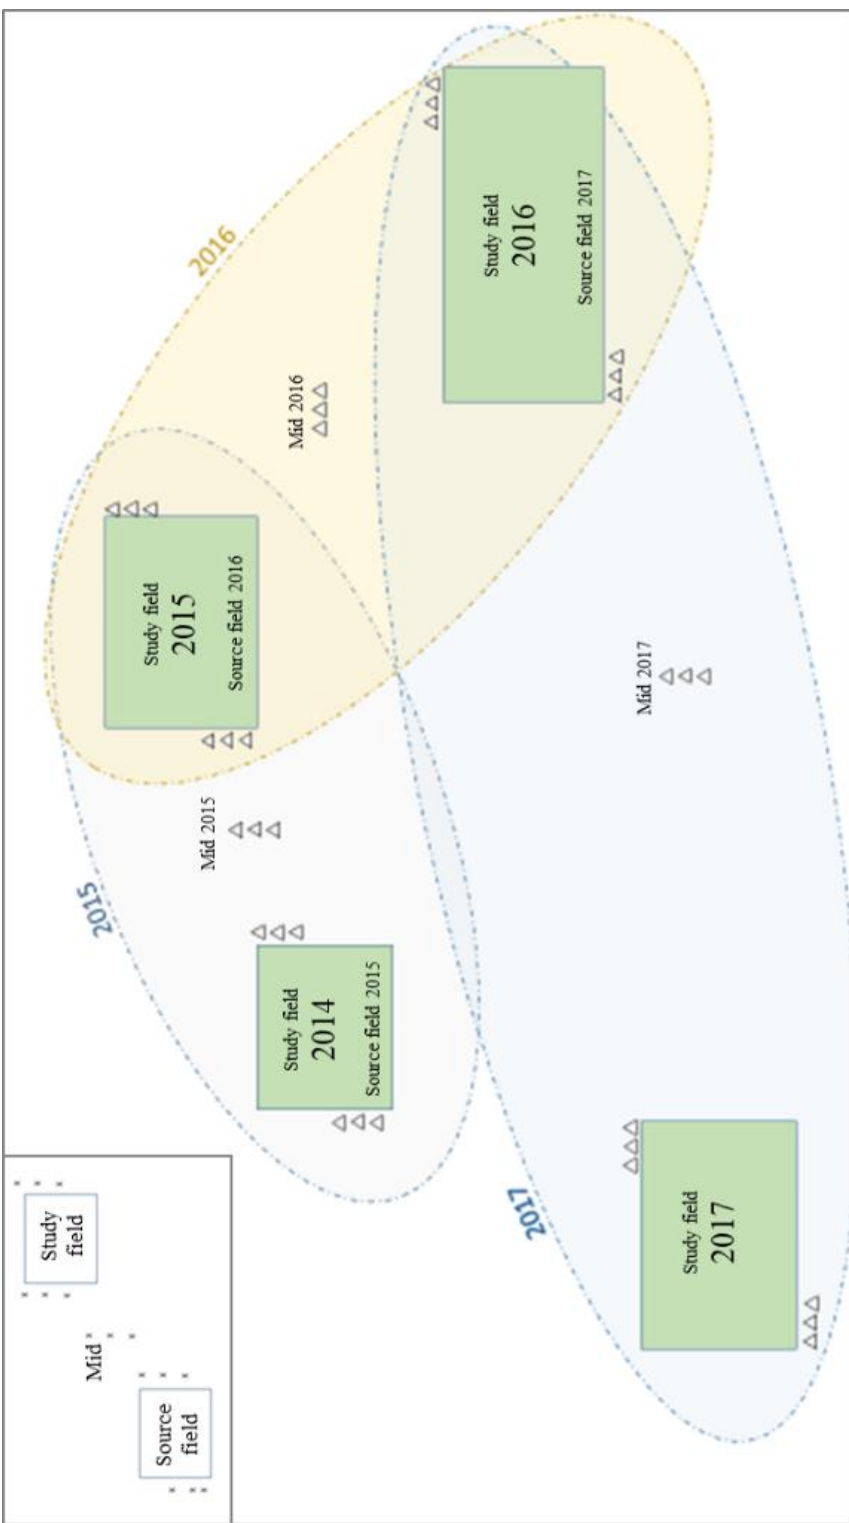 2016
Study field
2016
Source field 2017
Mid 2016
Study field
2015
Source field 2016
Mid 2017
Mid 2015
2015
Study field
2014
Source field 2015
2017
Study field
2017
Study
field
Mid
Source
field